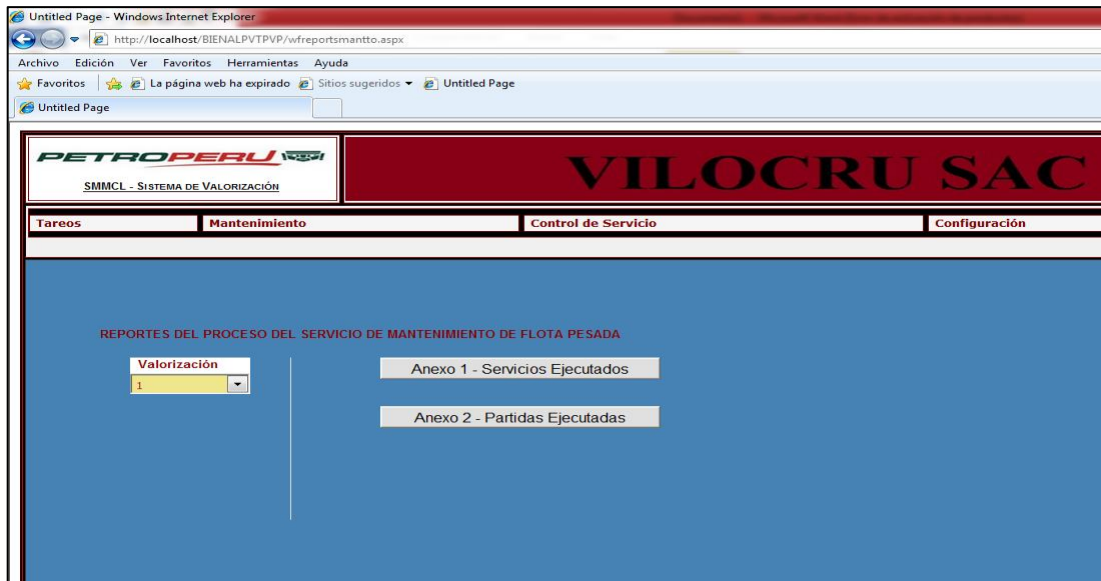 Untitled Page - Windows Internet Explorer
http://localhost/BIENALPVTPVP/wfreportsmantto.aspx
Archivo Edición Ver Favoritos Herramientas Ayuda
Favoritos La página web ha expirado Sitios sugeridos Untitled Page
Untitled Page
PETROPERU
SMMCL - SISTEMA DE VALORIZACIÓN
VILOCRU SAC
Tareos Mantenimiento Control de Servicio Configuración
REPORTES DEL PROCESO DEL SERVICIO DE MANTENIMIENTO DE FLOTA PESADA
Valorización
1
Anexo 1 - Servicios Ejecutados
Anexo 2 - Partidas Ejecutadas